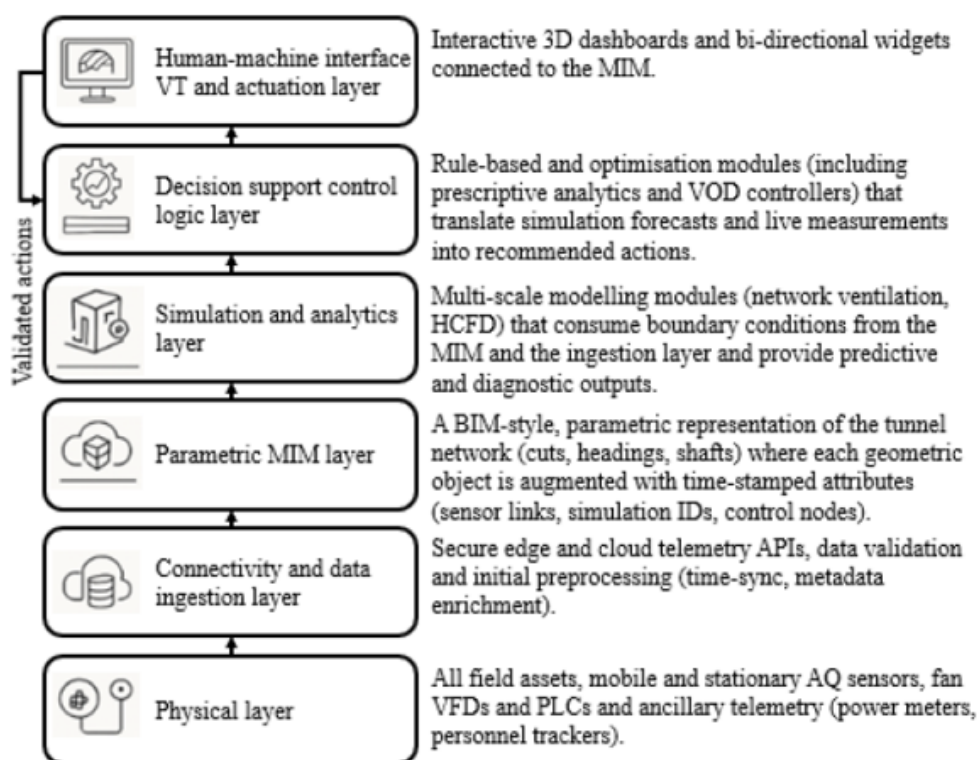 Human-machine interface
VT and actuation layer
Interactive 3D dashboards and bi-directional widgets
connected to the MIM.
Decision support control
logic layer
Rule-based and optimisation modules (including
prescriptive analytics and VOD controllers) that
translate simulation forecasts and live measurements
into recommended actions.
Validated actions
Simulation and analytics
layer
Multi-scale modelling modules (network ventilation,
HCFD) that consume boundary conditions from the
MIM and the ingestion layer and provide predictive
and diagnostic outputs.
Parametric MIM layer
A BIM-style, parametric representation of the tunnel
network (cuts, headings, shafts) where each geometric
object is augmented with time-stamped attributes
(sensor links, simulation IDs, control nodes).
Connectivity and data
ingestion layer
Secure edge and cloud telemetry APIs, data validation
and initial preprocessing (time-sync, metadata
enrichment).
Physical layer
All field assets, mobile and stationary AQ sensors, fan
VFDs and PLCs and ancillary telemetry (power meters,
personnel trackers).